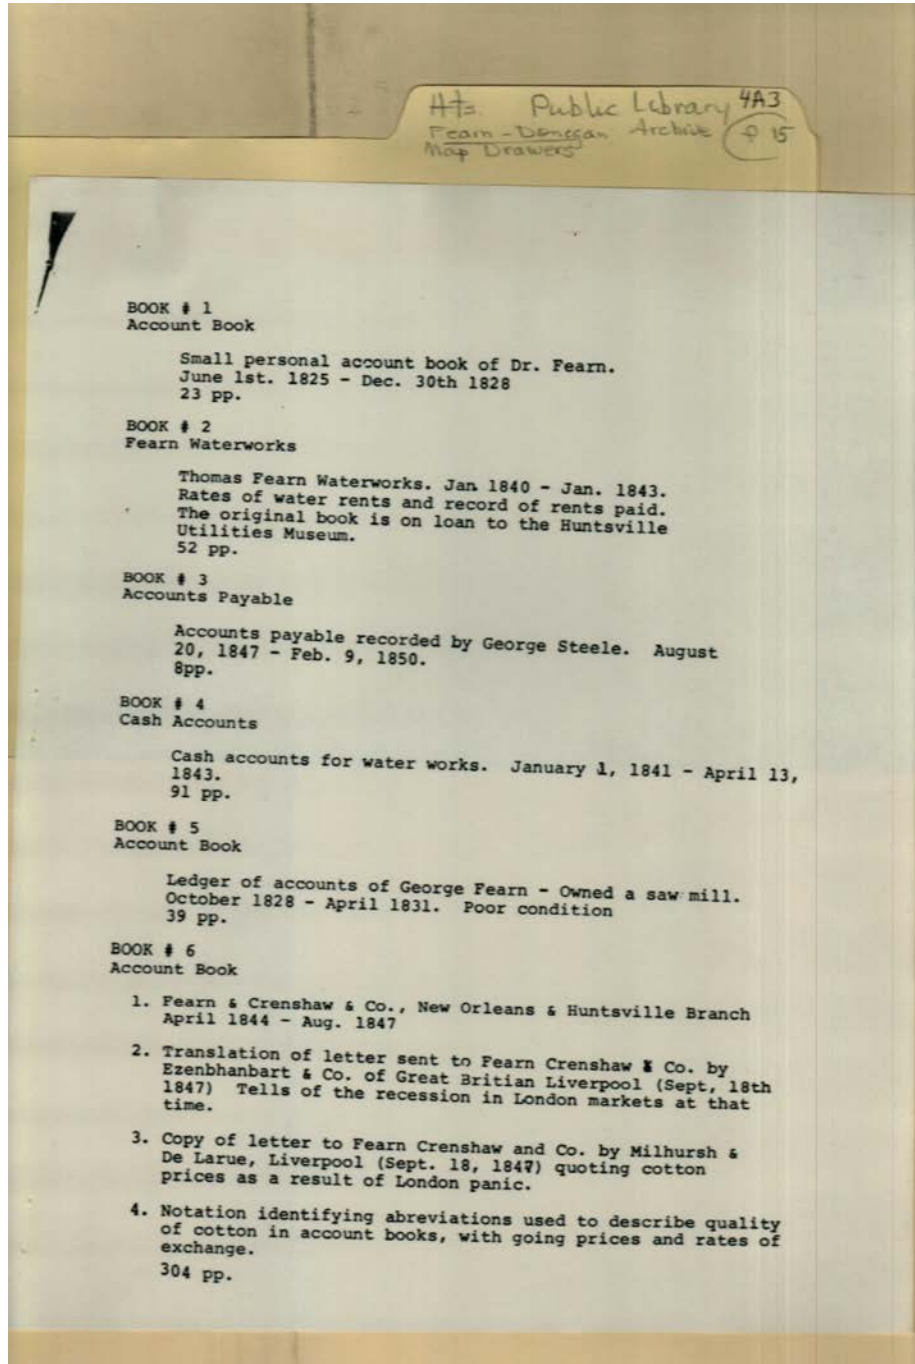 Hts. Public Library 4A3
Fearn-Donegan Archive P 15
Map Drawers
BOOK # 1
Account Book
Small personal account book of Dr. Fearn.
June 1st. 1825 - Dec. 30th 1828
23 pp.
BOOK # 2
Fearn Waterworks
Thomas Fearn Waterworks. Jan 1840 - Jan. 1843.
Rates of water rents and record of rents paid.
The original book is on loan to the Huntsville
Utilities Museum.
52 pp.
BOOK # 3
Accounts Payable
Accounts payable recorded by George Steele. August
20, 1847 - Feb. 9, 1850.
8pp.
BOOK # 4
Cash Accounts
Cash accounts for water works. January 1, 1841 - April 13,
1843.
91 pp.
BOOK # 5
Account Book
Ledger of accounts of George Fearn - Owned a saw mill.
October 1828 - April 1831. Poor condition
39 pp.
BOOK # 6
Account Book
1. Fearn & Crenshaw & Co., New Orleans & Huntsville Branch
April 1844 - Aug. 1847
2. Translation of letter sent to Fearn Crenshaw & Co. by
Ezenbhanbart & Co. of Great Britian Liverpool (Sept, 18th
1847) Tells of the recession in London markets at that
time.
3. Copy of letter to Fearn Crenshaw and Co. by Milhursh &
De Larue, Liverpool (Sept. 18, 1847) quoting cotton
prices as a result of London panic.
4. Notation identifying abreviations used to describe quality
of cotton in account books, with going prices and rates of
exchange.
304 pp.